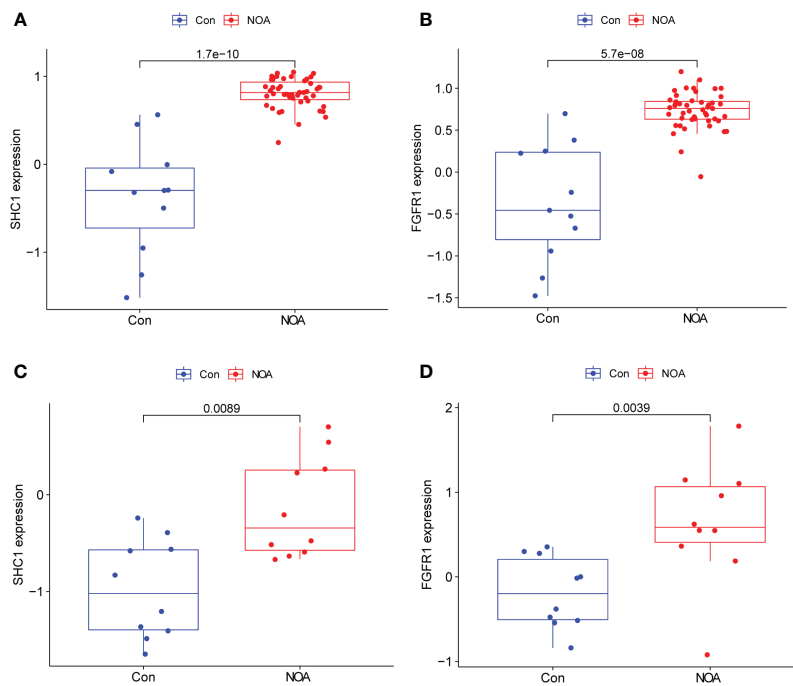 A
Con NOA
1.7e−10
1
0
−1
SHC1 expression
Con NOA
B
Con NOA
5.7e−08
1.0
0.5
0.0
−0.5
−1.0
−1.5
FGFR1 expression
Con NOA
C
Con NOA
0.0089
0
−1
SHC1 expression
Con NOA
D
Con NOA
0.0039
2
1
0
−1
FGFR1 expression
Con NOA